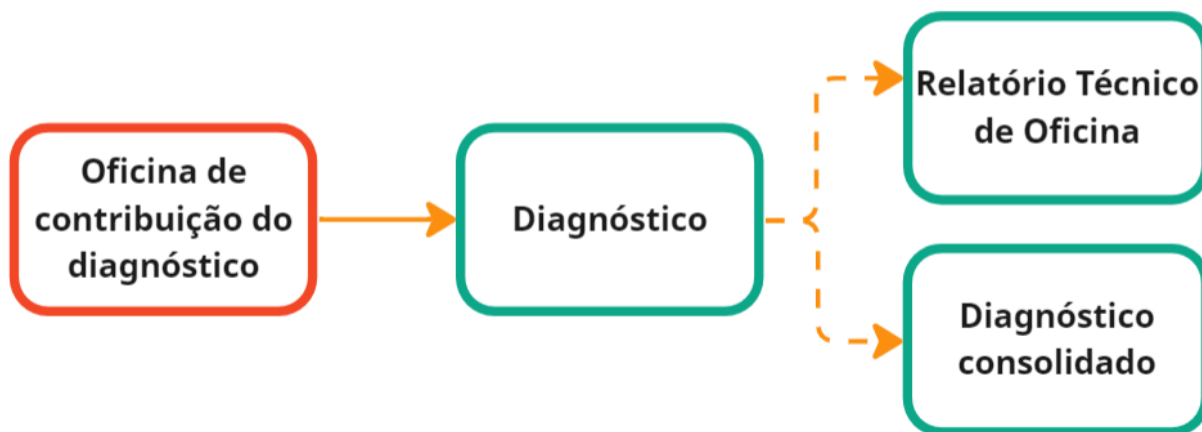 Oficina de
contribuição do
diagnóstico
Diagnóstico
Relatório Técnico
de Oficina
Diagnóstico
consolidado